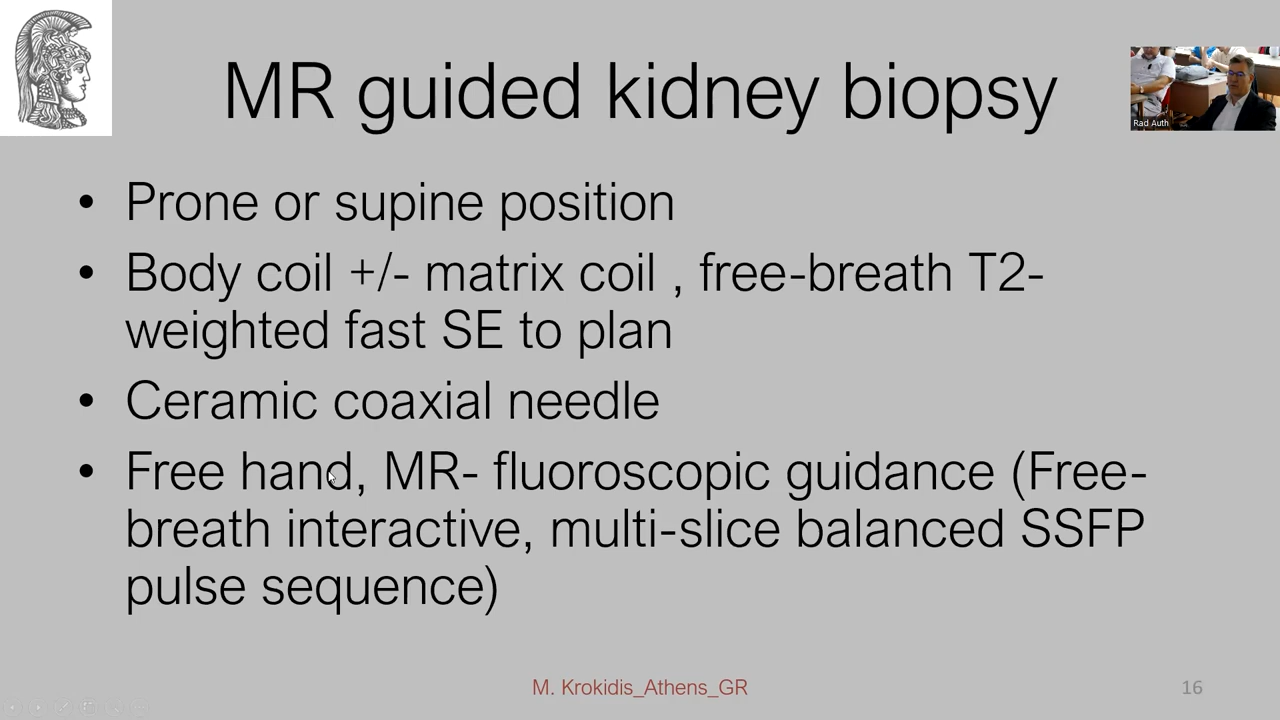 MR guided kidney biopsy
Rad Auth
• Prone or supine position
• Body coil +/- matrix coil , free-breath T2-
weighted fast SE to plan
• Ceramic coaxial needle
• Free hand, MR- fluoroscopic guidance (Free-
breath interactive, multi-slice balanced SSFP
pulse sequence)
M. Krokidis_Athens_GR
16